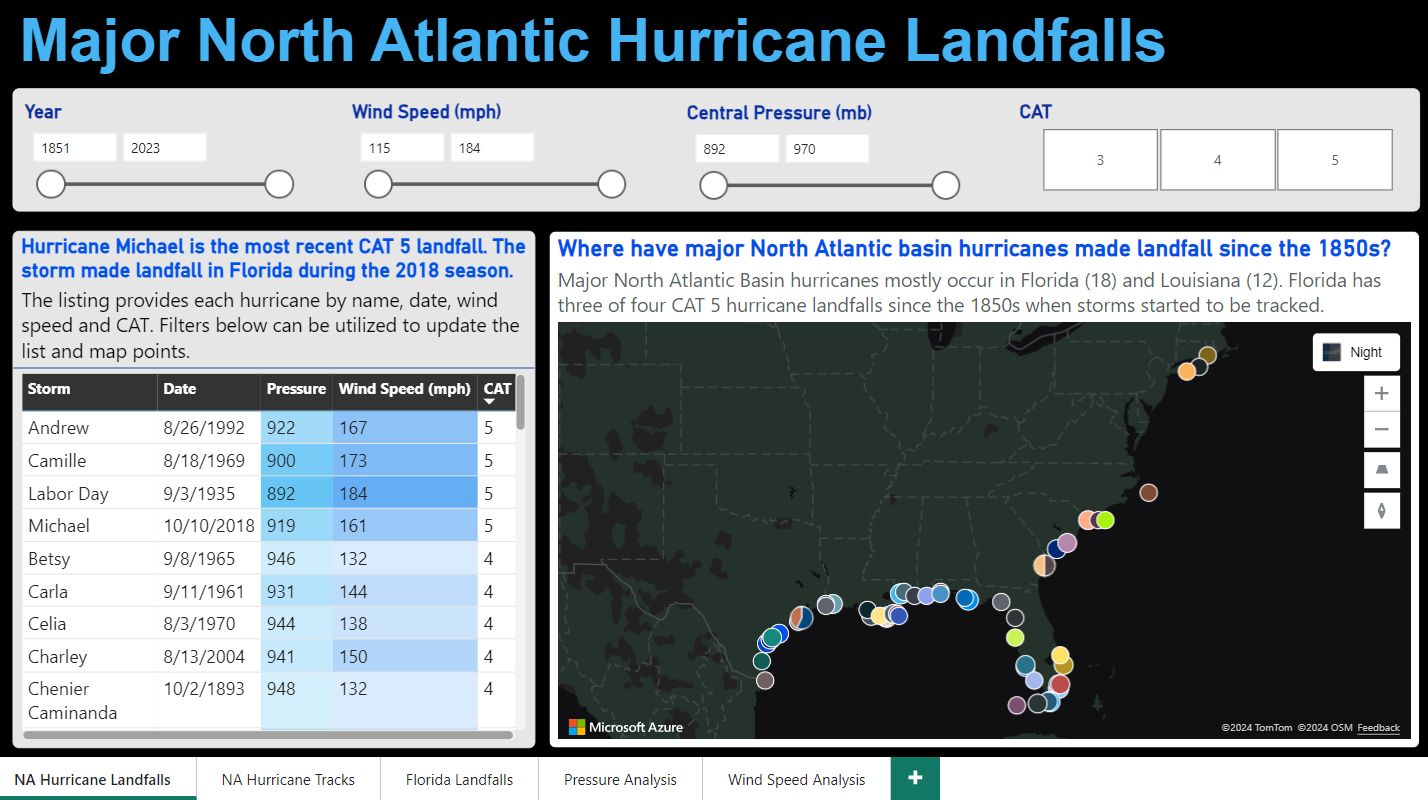 Major North Atlantic Hurricane Landfalls
Year
1851 2023
Wind Speed (mph)
115 184
Central Pressure (mb)
892 970
CAT
3 4 5
Hurricane Michael is the most recent CAT 5 landfall. The
storm made landfall in Florida during the 2018 season.
The listing provides each hurricane by name, date, wind
speed and CAT. Filters below can be utilized to update the
list and map points.
Storm Date Pressure Wind Speed (mph) CAT
Andrew 8/26/1992 922 167 5
Camille 8/18/1969 900 173 5
Labor Day 9/3/1935 892 184 5
Michael 10/10/2018 919 161 5
Betsy 9/8/1965 946 132 4
Carla 9/11/1961 931 144 4
Celia 8/3/1970 944 138 4
Charley 8/13/2004 941 150 4
Chenier 10/2/1893 948 132 4
Caminanda
Where have major North Atlantic basin hurricanes made landfall since the 1850s?
Major North Atlantic Basin hurricanes mostly occur in Florida (18) and Louisiana (12). Florida has
three of four CAT 5 hurricane landfalls since the 1850s when storms started to be tracked.
Night
Microsoft Azure
©2024 TomTom ©2024 OSM Feedback
NA Hurricane Landfalls NA Hurricane Tracks Florida Landfalls Pressure Analysis Wind Speed Analysis +